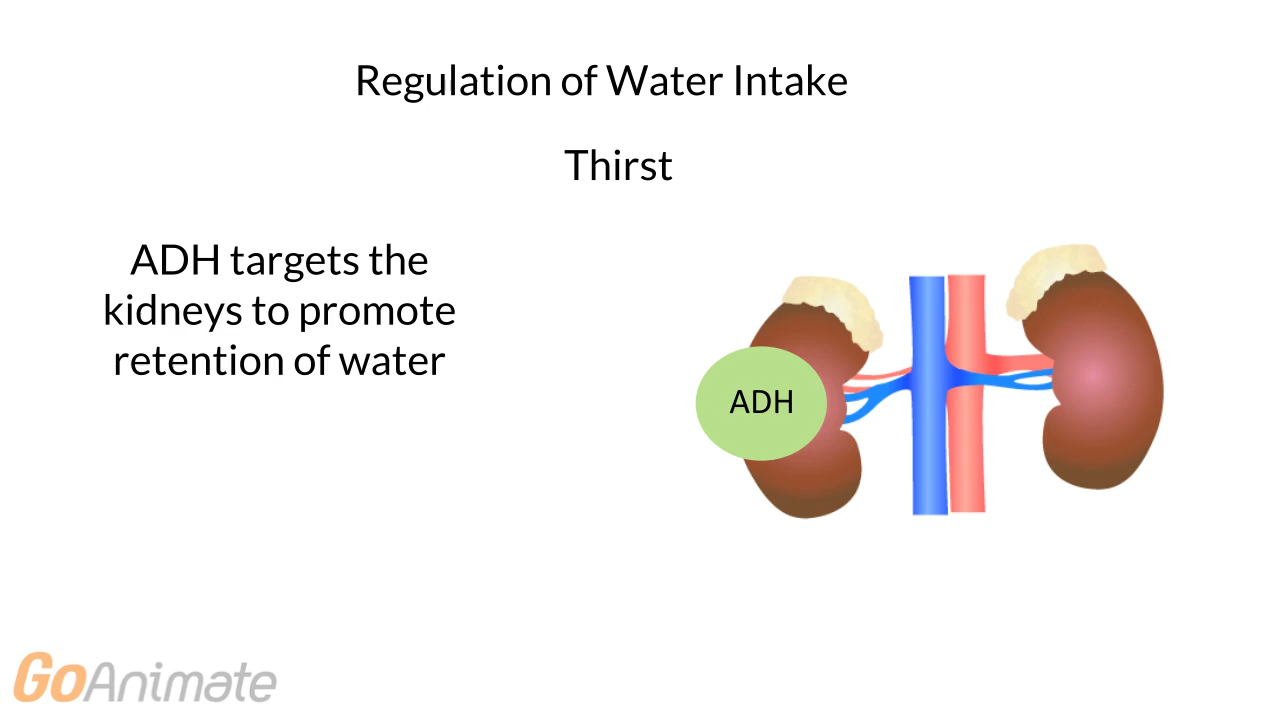 Regulation of Water Intake
Thirst
ADH targets the
kidneys to promote
retention of water
ADH
GoAnimate